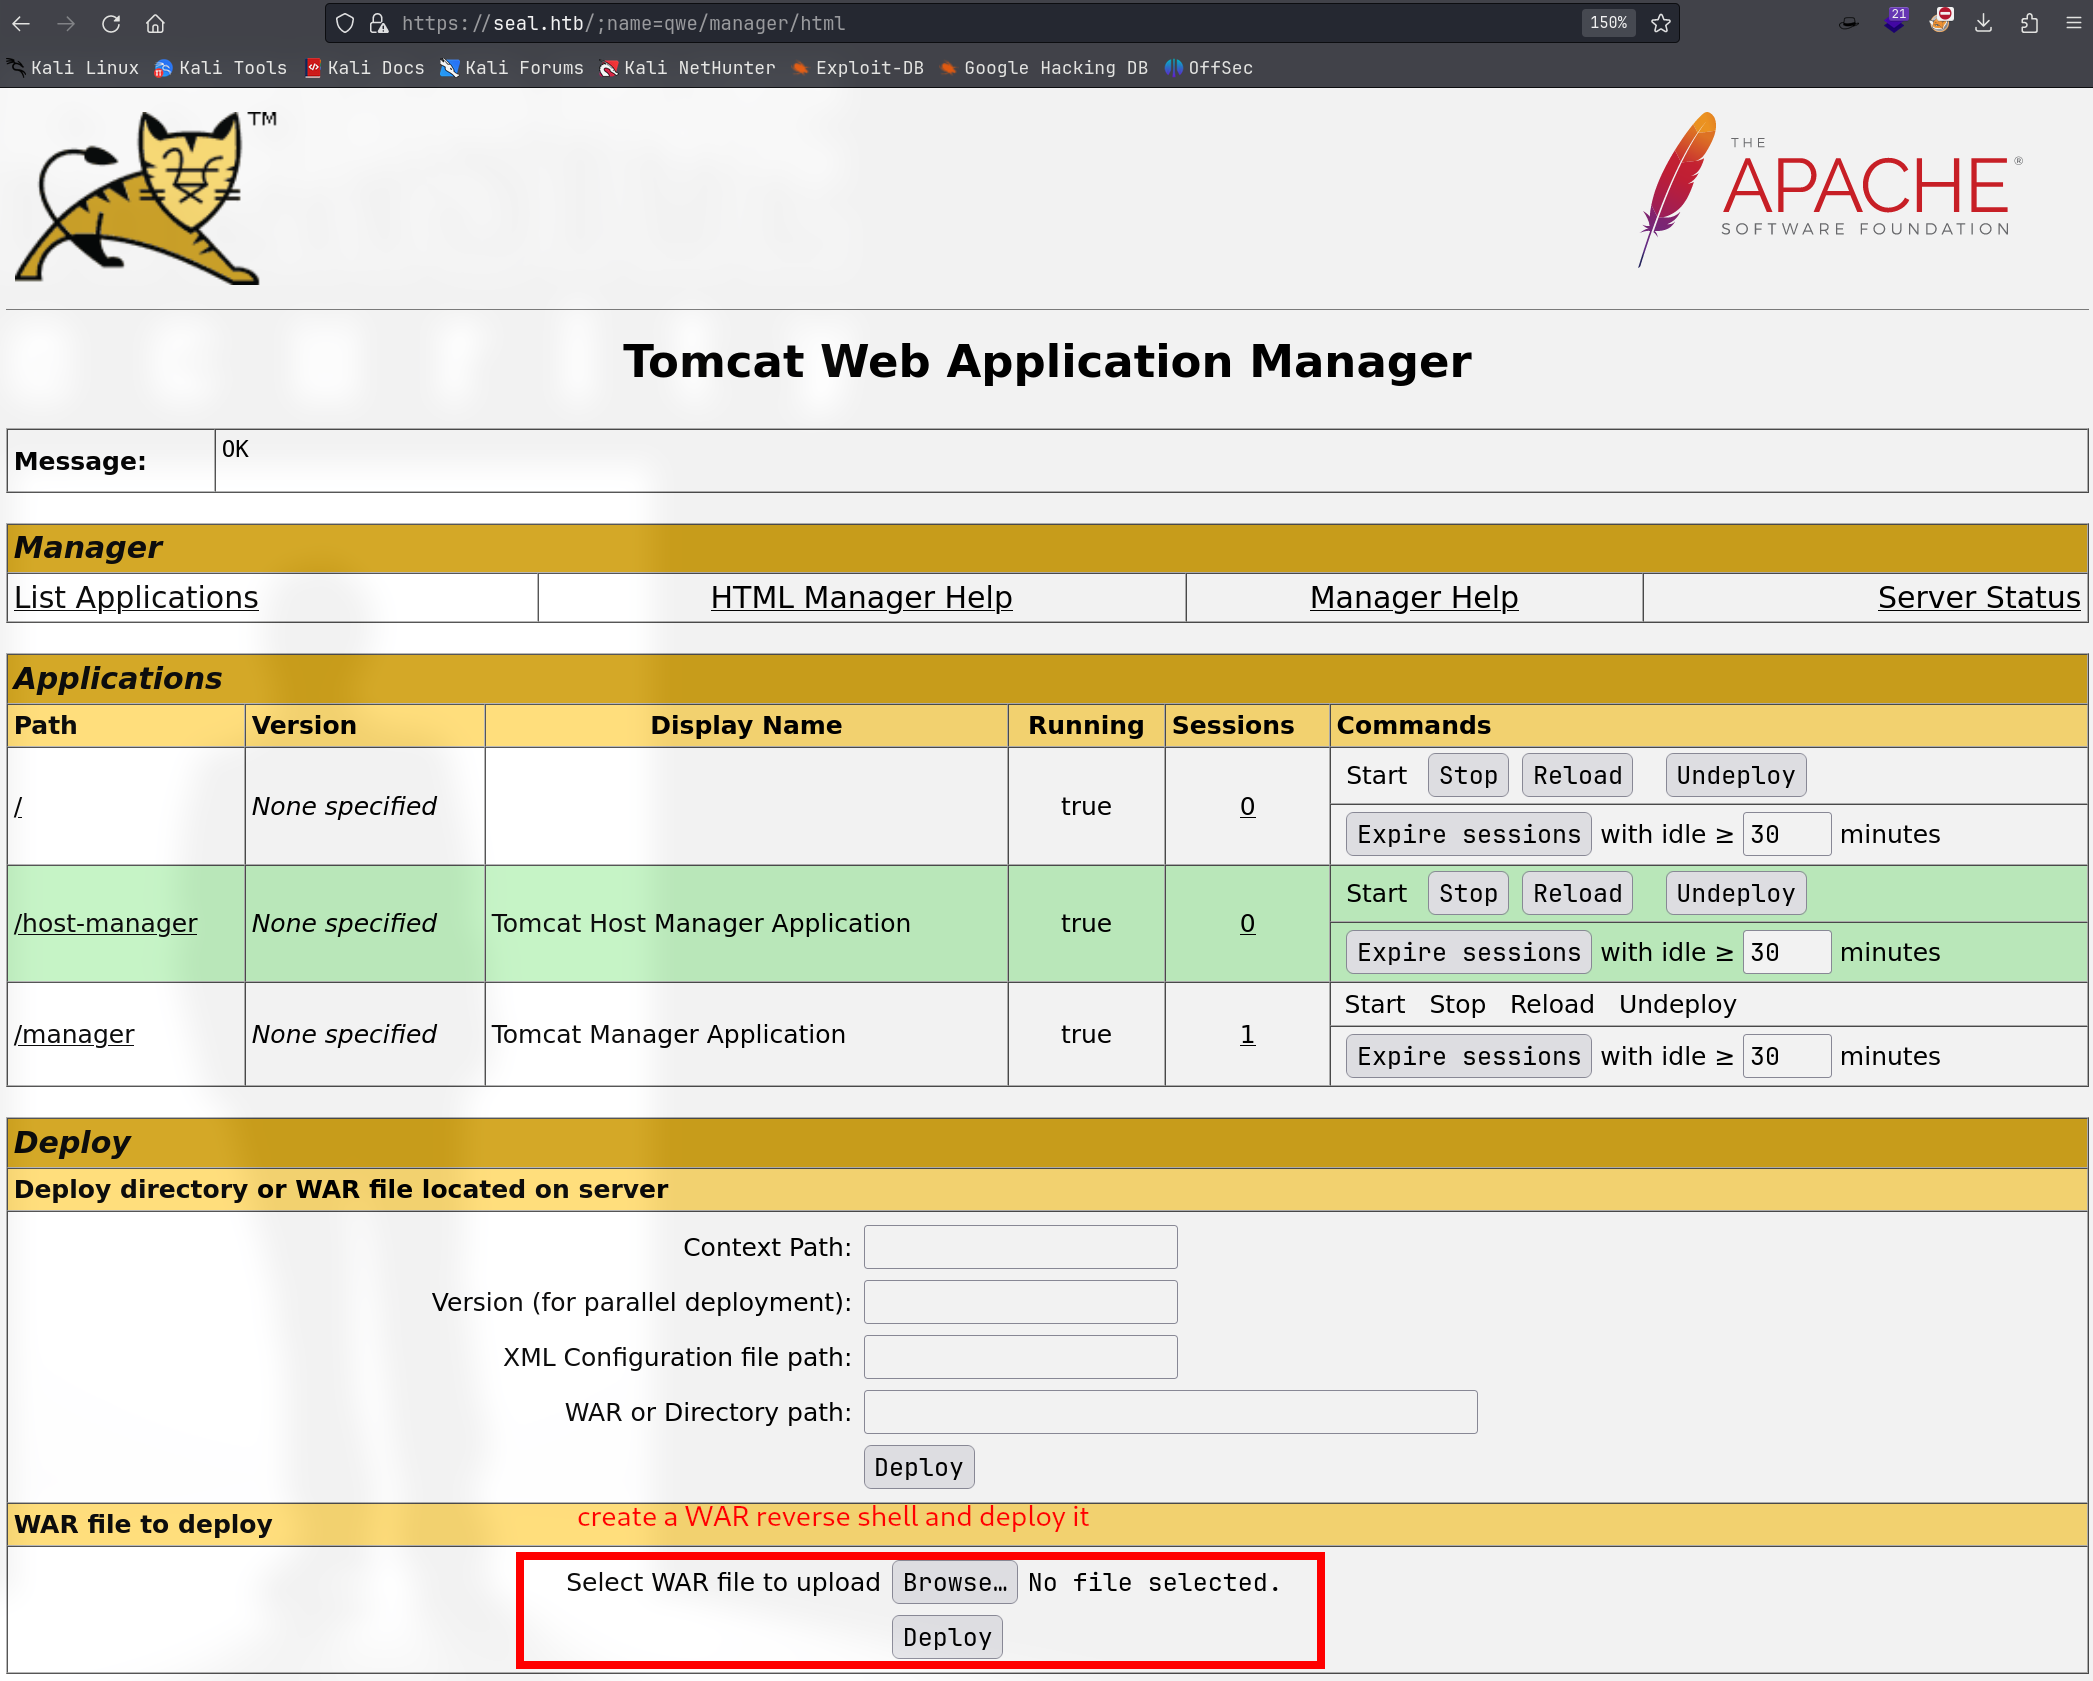 https://seal.htb/;name=qwe/manager/html
150%
21
Kali Linux Kali Tools Kali Docs Kali Forums Kali NetHunter Exploit-DB Google Hacking DB OffSec
TM
THE
APACHE®
SOFTWARE FOUNDATION
Tomcat Web Application Manager
Message: OK
Manager
List Applications HTML Manager Help Manager Help Server Status
Applications
Path Version Display Name Running Sessions Commands
/ None specified true 0 Start Stop Reload Undeploy
Expire sessions with idle ≥ 30 minutes
/host-manager None specified Tomcat Host Manager Application true 0 Start Stop Reload Undeploy
Expire sessions with idle ≥ 30 minutes
/manager None specified Tomcat Manager Application true 1 Start Stop Reload Undeploy
Expire sessions with idle ≥ 30 minutes
Deploy
Deploy directory or WAR file located on server
Context Path:
Version (for parallel deployment):
XML Configuration file path:
WAR or Directory path:
Deploy
WAR file to deploy create a WAR reverse shell and deploy it
Select WAR file to upload Browse… No file selected.
Deploy